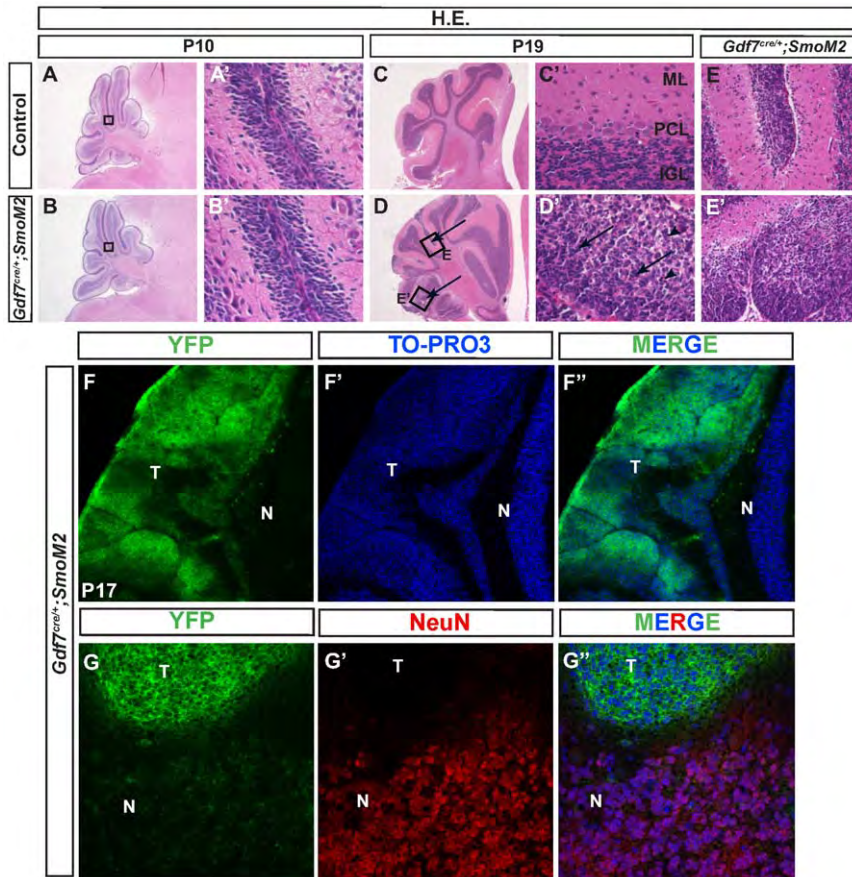 H.E.
P10 P19 Gdf7cre/+;SmoM2
Control
A A' C C' ML PCL IGL E
Gdf7cre/+;SmoM2
B B' D E E' D' E'
YFP TO-PRO3 MERGE
Gdf7cre/+;SmoM2
F T N P17 F' T N F" T N
YFP NeuN MERGE
G T N G' T N G" T N